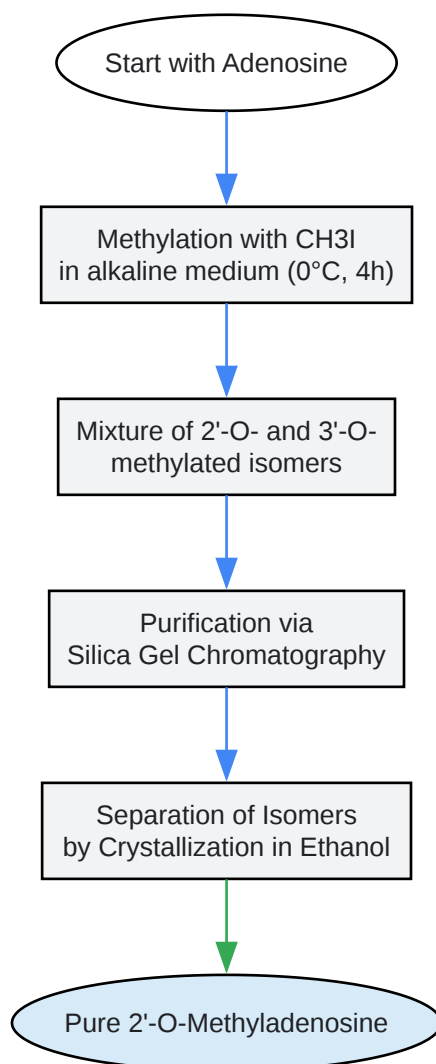 Start with Adenosine
Methylation with CH3I
in alkaline medium (0°C, 4h)
Mixture of 2'-O- and 3'-O-
methylated isomers
Purification via
Silica Gel Chromatography
Separation of Isomers
by Crystallization in Ethanol
Pure 2'-O-Methyladenosine